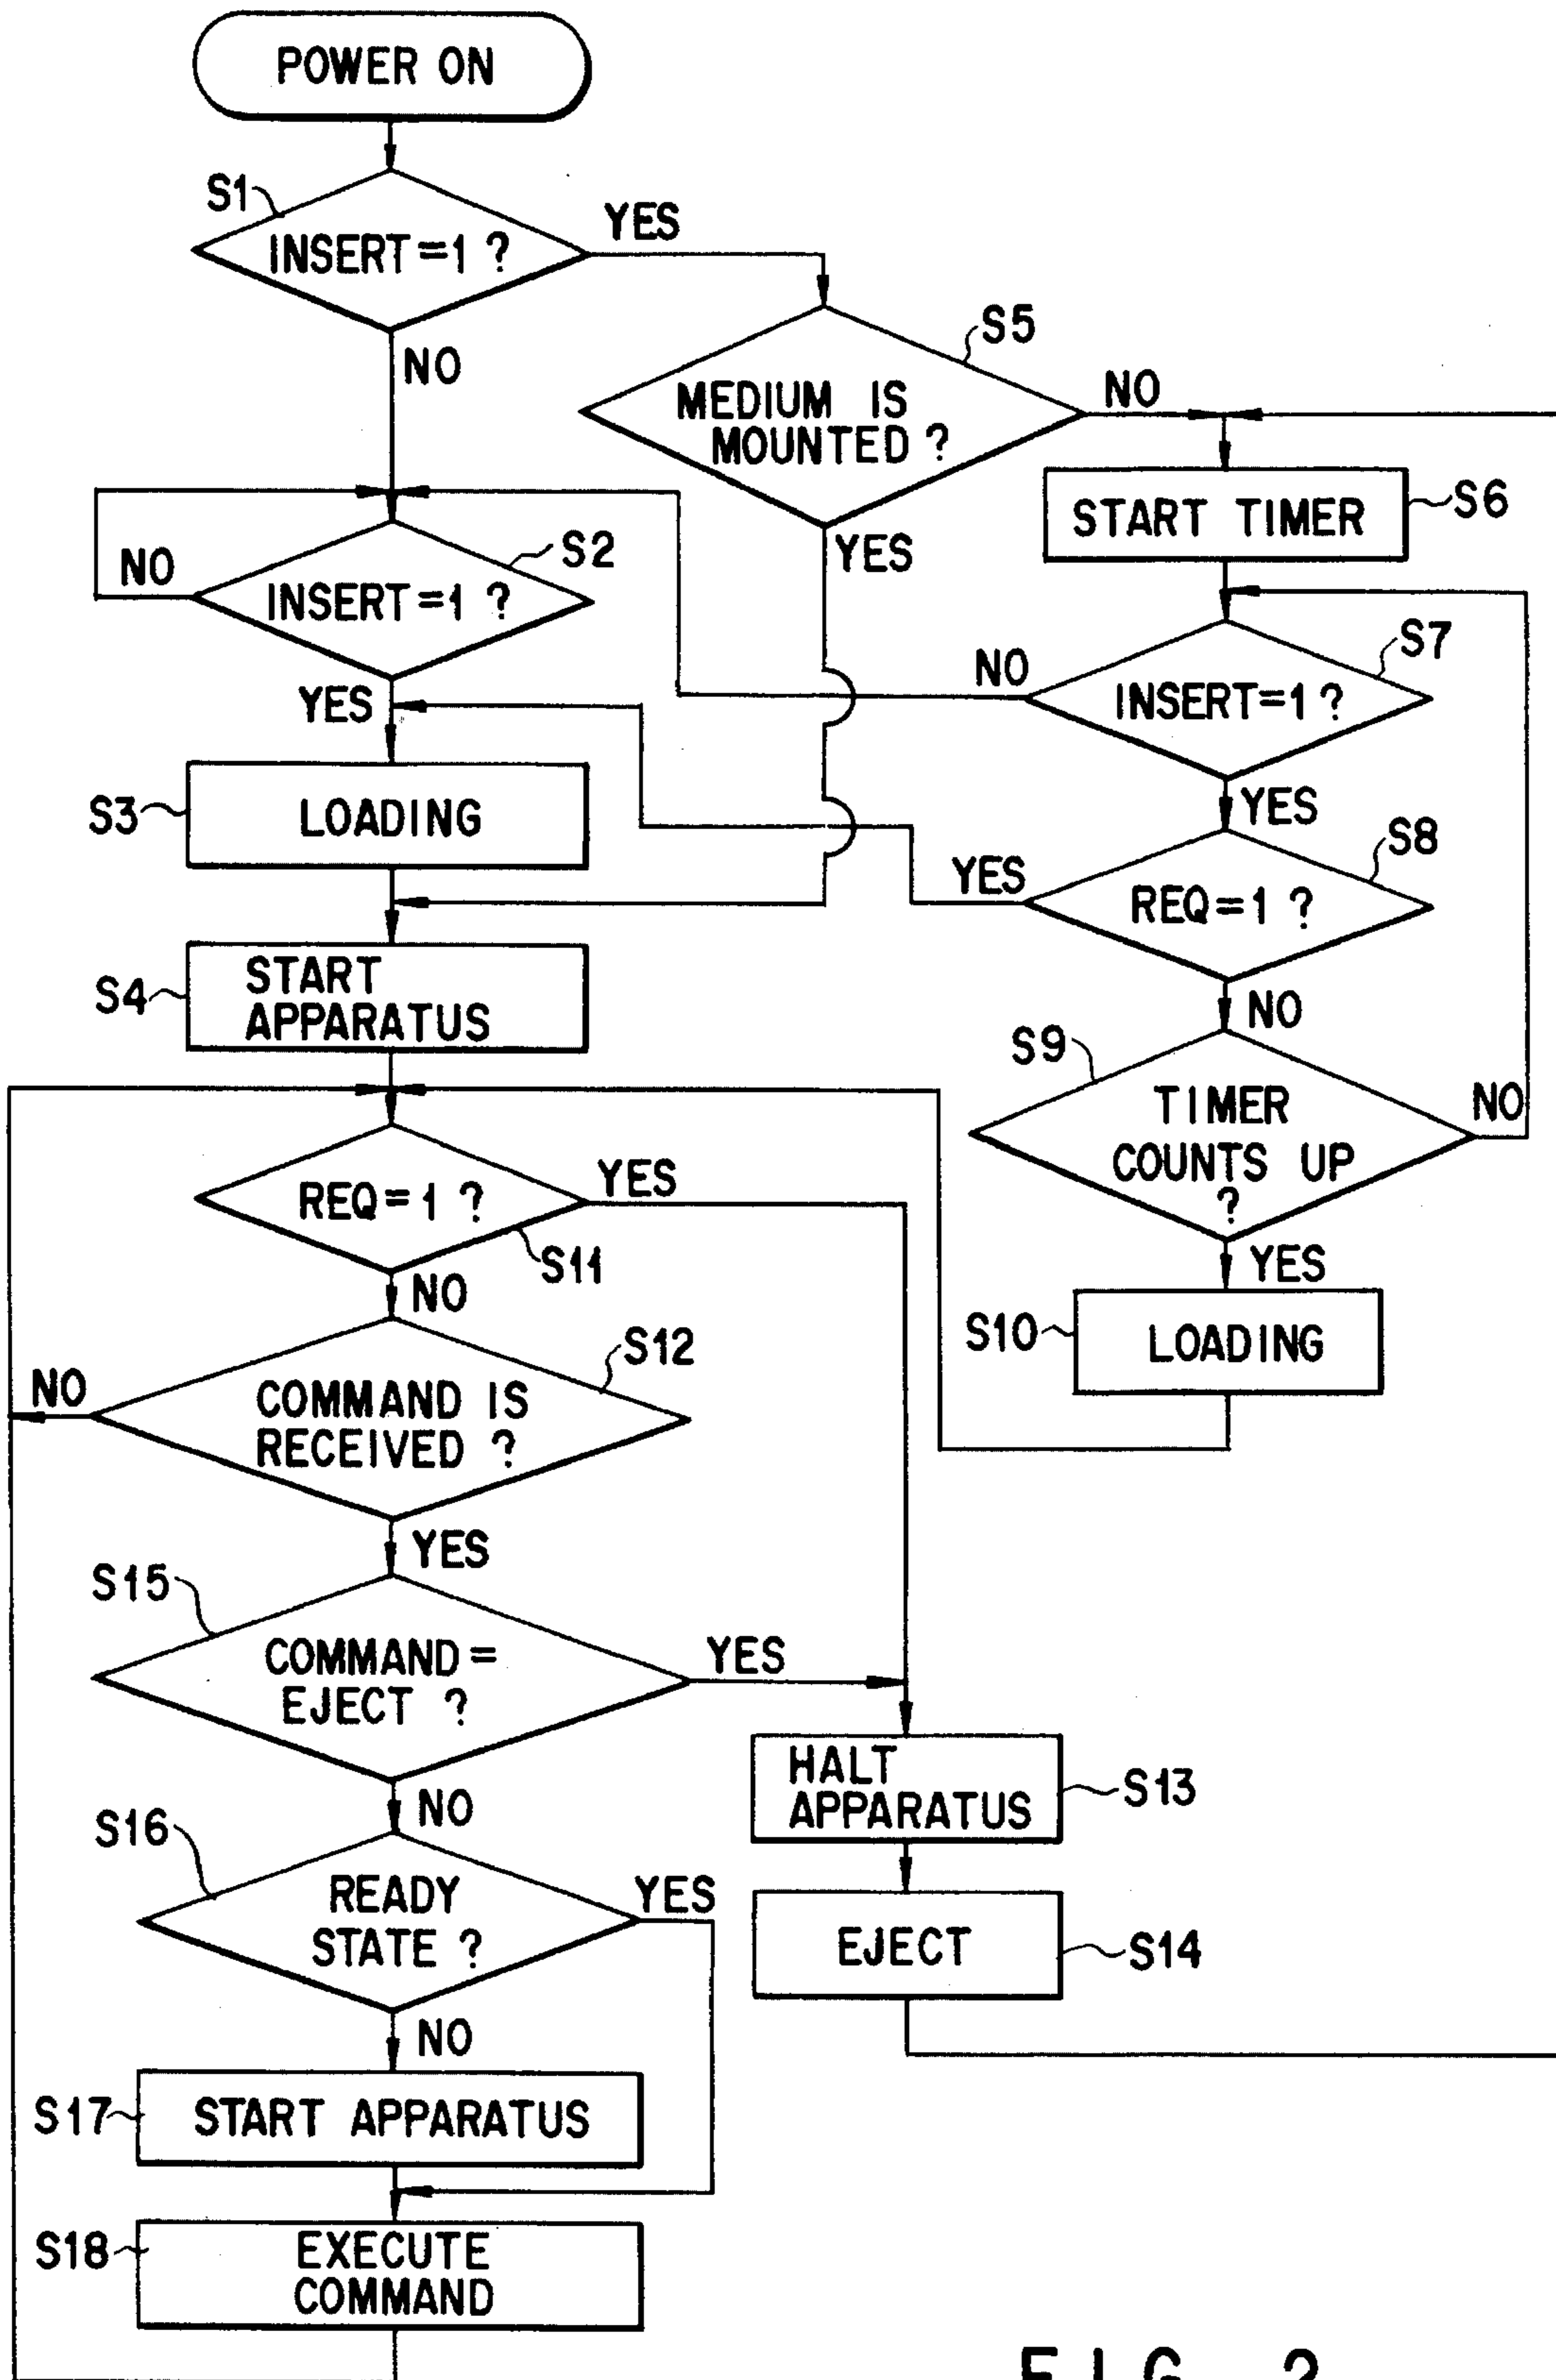 POWER ON
S1
INSERT=1 ?
YES
NO
S5
MEDIUM IS
MOUNTED ?
NO
YES
S6
START TIMER
S2
NO
INSERT=1 ?
YES
S7
NO
INSERT=1 ?
YES
S3
LOADING
S8
YES
REQ=1 ?
NO
S4
START
APPARATUS
S9
TIMER
COUNTS UP
?
NO
YES
REQ=1 ?
YES
S11
NO
S10
LOADING
S12
NO
COMMAND IS
RECEIVED ?
YES
S15
COMMAND=
EJECT ?
YES
NO
HALT
APPARATUS
S13
S16
READY
STATE ?
YES
NO
EJECT
S14
S17
START APPARATUS
S18
EXECUTE
COMMAND
FIG. 2